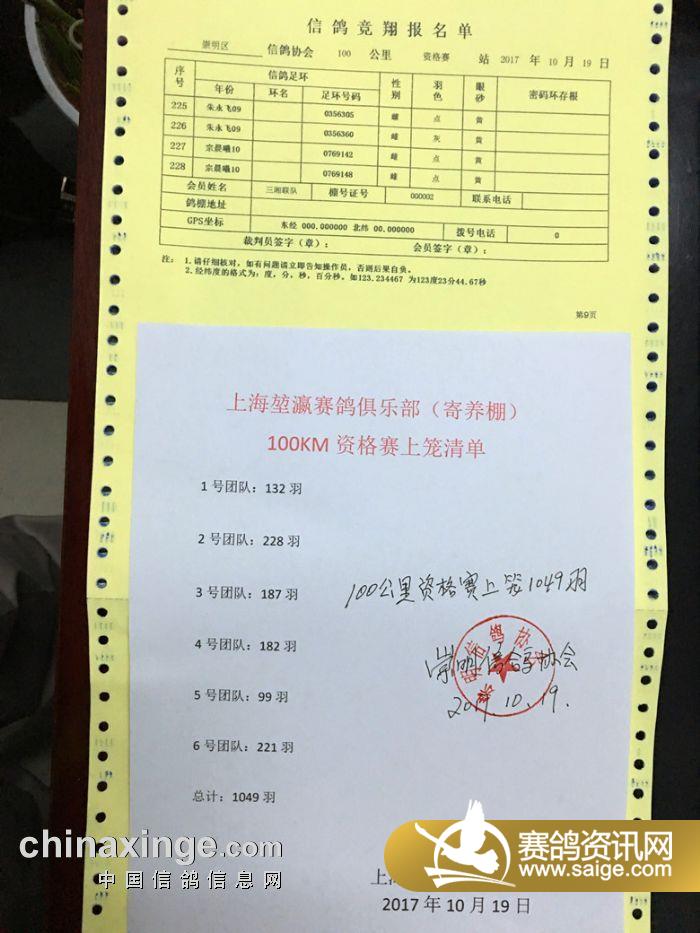 信鸽竞翔报名单
崇明区 信鸽协会 100 公里 资格赛 站 2017 年 10 月 19 日
序号 信鸽足环 性别 羽色 眼砂 密码环存根
年份 环名 足环号码
225 朱永飞09 0356305 雌 点 黄
226 朱永飞09 0356360 雄 灰 黄
227 宗晨曦10 0769142 雌 点 黄
228 宗晨曦10 0769148 雌 点 黄
会员姓名 三湘联队 棚号证号 000002 联系电话
鸽棚地址
GPS坐标 东经 000.000000 北纬 00.000000 拨号电话 0
裁判员签字（章）： 会员签字（章）：
注： 1.请仔细核对，如有问题请立即告知操作员，否则后果自负。
2.经纬度的格式为：度，分，秒，百分秒。如123.234467 为123度23分44.67秒
第9页
上海堃瀛赛鸽俱乐部（寄养棚）
100KM 资格赛上笼清单
1 号团队：132 羽
2 号团队：228 羽
3 号团队：187 羽
100公里资格赛上笼1049羽
4 号团队：182 羽
崇明信鸽协会
5 号团队：99 羽
2017.10.19.
6 号团队：221 羽
总计：1049 羽
上海
2017 年 10 月 19 日
chinaxinge.com
中国信鸽信息网
赛鸽资讯网
www.saige.com